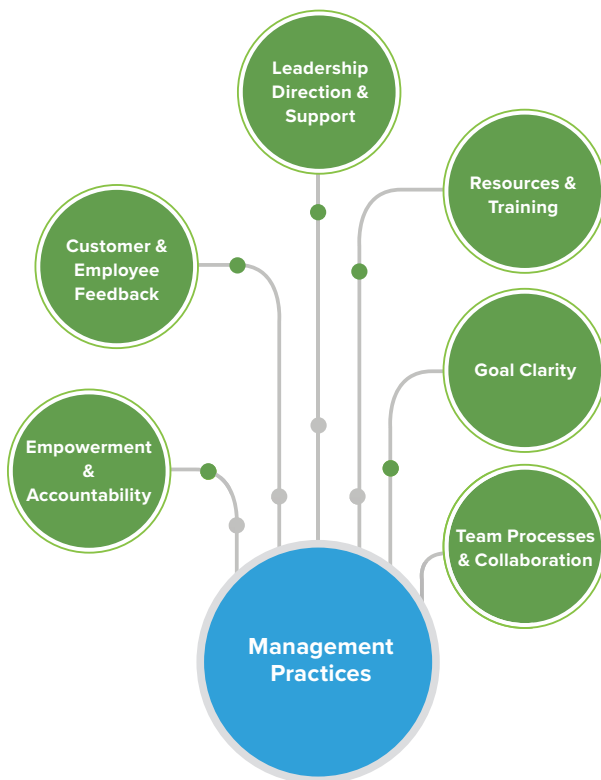 Leadership
Direction &
Support
Resources &
Training
Customer &
Employee
Feedback
Goal Clarity
Empowerment
&
Accountability
Team Processes
& Collaboration
Management
Practices